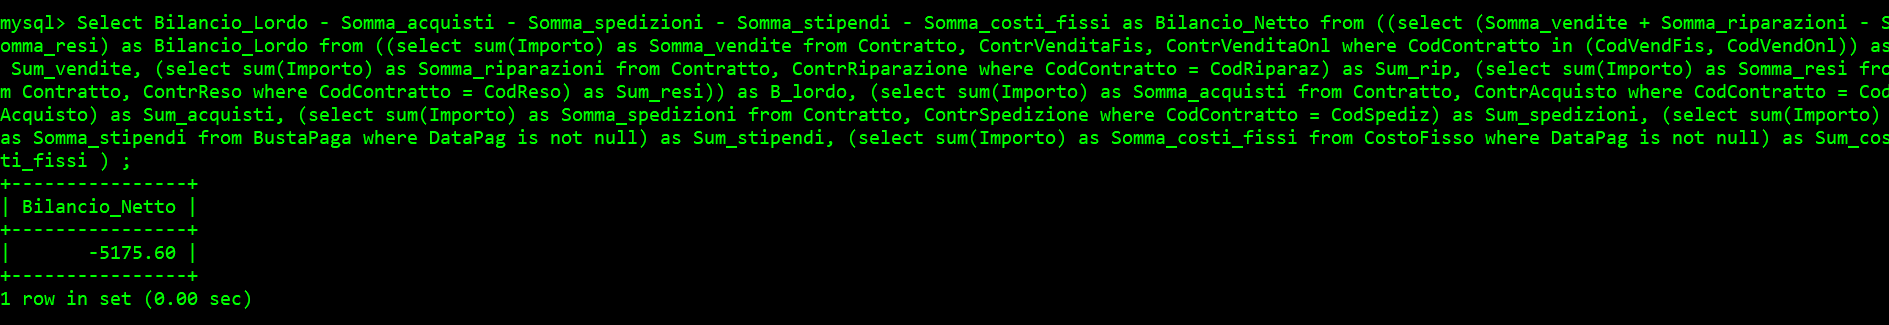 mysql> Select Bilancio_Lordo - Somma_acquisti - Somma_spedizioni - Somma_stipendi - Somma_costi_fissi as Bilancio_Netto from ((select (Somma_vendite + Somma_riparazioni - S
omma_resi) as Bilancio_Lordo from ((select sum(Importo) as Somma_vendite from Contratto, ContrVenditaFis, ContrVenditaOnl where CodContratto in (CodVendFis, CodVendOnl)) as
 Sum_vendite, (select sum(Importo) as Somma_riparazioni from Contratto, ContrRiparazione where CodContratto = CodRiparaz) as Sum_rip, (select sum(Importo) as Somma_resi fro
m Contratto, ContrReso where CodContratto = CodReso) as Sum_resi)) as B_lordo, (select sum(Importo) as Somma_acquisti from Contratto, ContrAcquisto where CodContratto = Cod
Acquisto) as Sum_acquisti, (select sum(Importo) as Somma_spedizioni from Contratto, ContrSpedizione where CodContratto = CodSpediz) as Sum_spedizioni, (select sum(Importo)
as Somma_stipendi from BustaPaga where DataPag is not null) as Sum_stipendi, (select sum(Importo) as Somma_costi_fissi from CostoFisso where DataPag is not null) as Sum_cos
ti_fissi ) ;
+----------------+
| Bilancio_Netto |
+----------------+
|       -5175.60 |
+----------------+
1 row in set (0.00 sec)